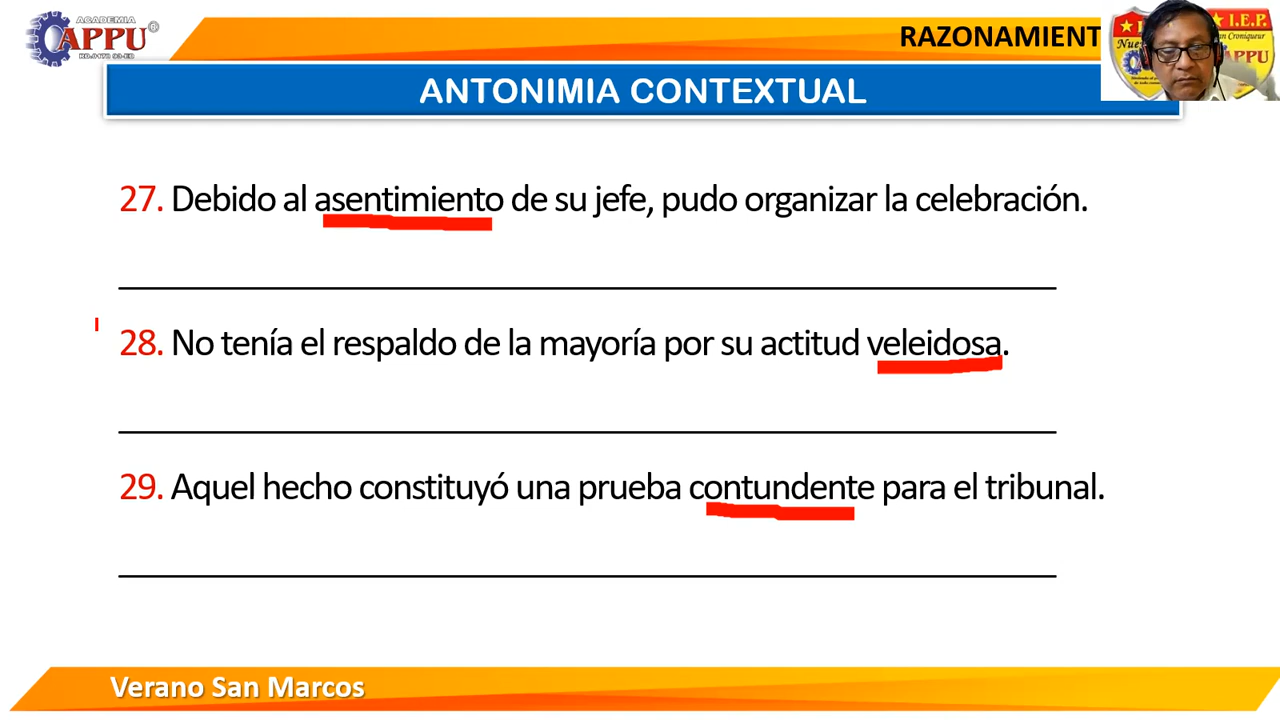 ACADEMIA
APPU®
RAZONAMIENT
I.E.P.
APPU
ANTONIMIA CONTEXTUAL
27. Debido al asentimiento de su jefe, pudo organizar la celebración.
28. No tenía el respaldo de la mayoría por su actitud veleidosa.
29. Aquel hecho constituyó una prueba contundente para el tribunal.
Verano San Marcos